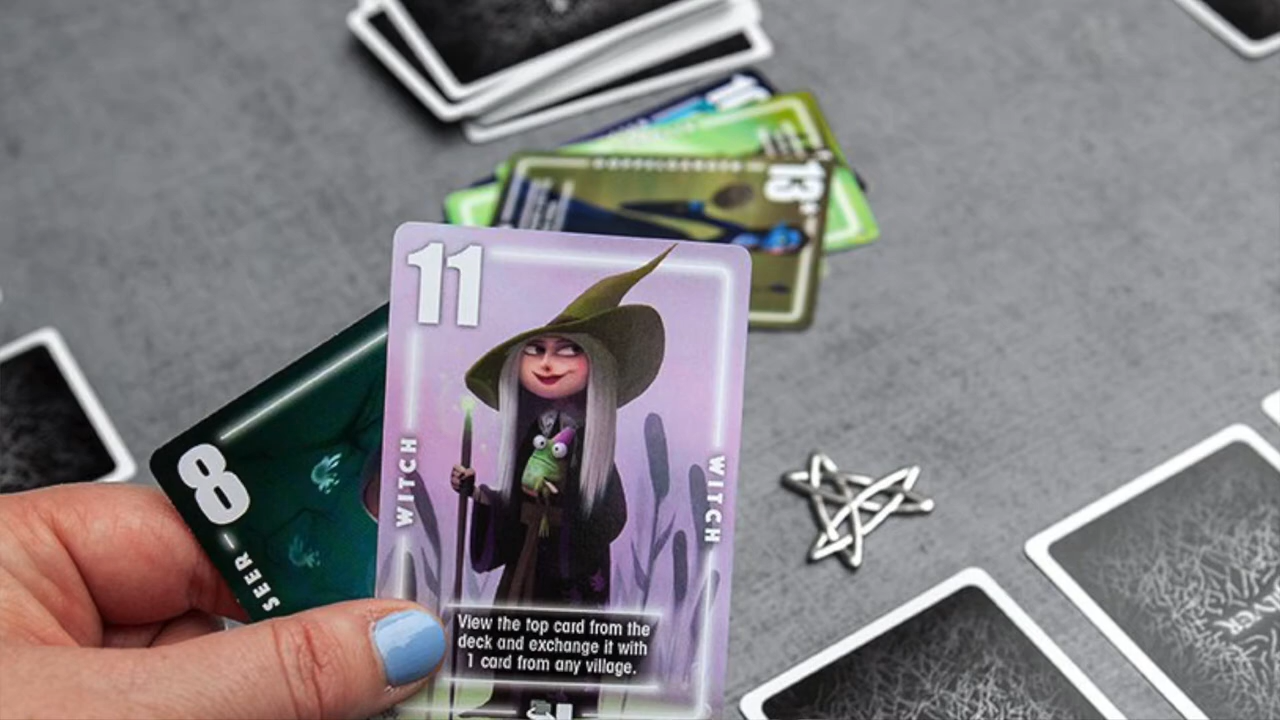 13
11
WITCH
WITCH
8
SEER
View the top card from the
deck and exchange it with
1 card from any village.